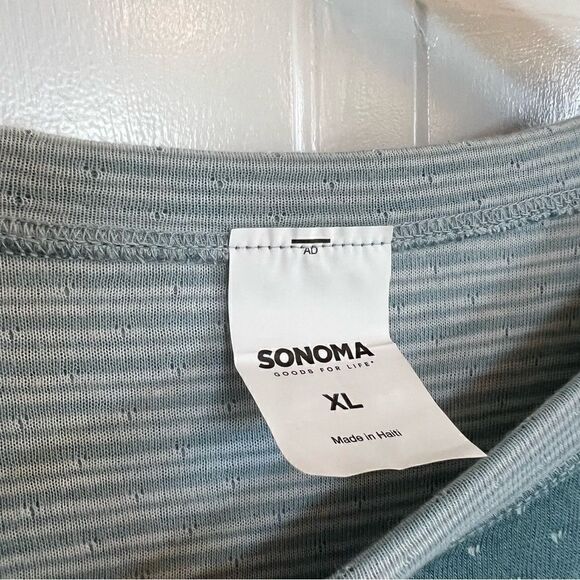 AD
SONOMA
GOODS FOR LIFE®
XL
Made in Haiti